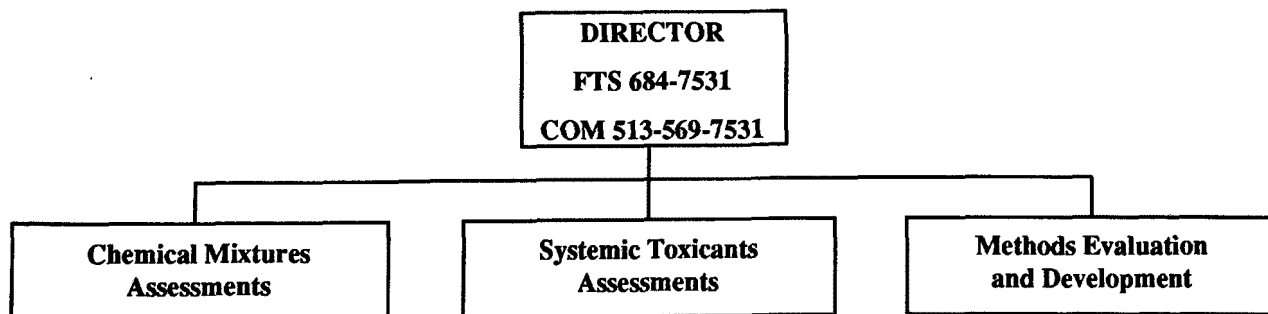 DIRECTOR
FTS 684-7531
COM 513-569-7531
Chemical Mixtures
Assessments
Systemic Toxicants
Assessments
Methods Evaluation
and Development